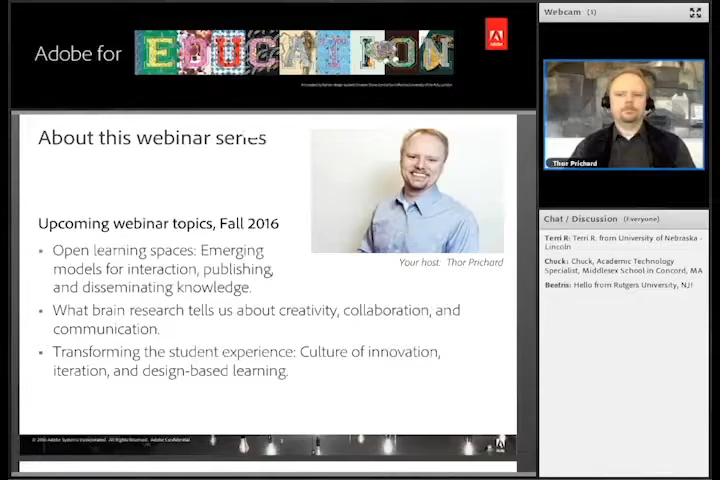 Adobe for EDUCATION
Adobe
About this webinar series
Upcoming webinar topics, Fall 2016
Open learning spaces: Emerging
models for interaction, publishing,
and disseminating knowledge.
What brain research tells us about creativity, collaboration, and
communication.
Transforming the student experience: Culture of innovation,
iteration, and design-based learning.
Your host: Thor Prichard
© 2016 Adobe Systems Incorporated. All Rights Reserved. Adobe Confidential.
Webcam (1)
Thor Prichard
Chat / Discussion (Everyone)
Terri R: Terri R. from University of Nebraska -
Lincoln
Chuck: Chuck, Academic Technology
Specialist, Middlesex School in Concord, MA
Beatris: Hello from Rutgers University, NJ!